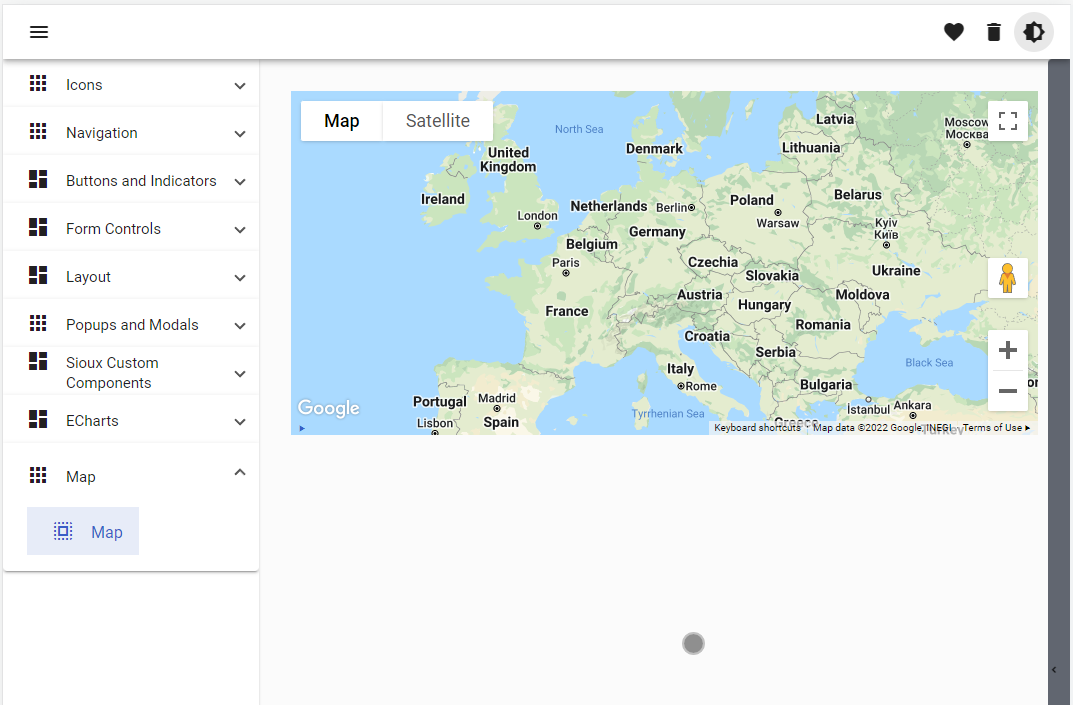 Icons
Navigation
Buttons and Indicators
Form Controls
Layout
Popups and Modals
Sioux Custom
Components
ECharts
Map
Map
Map
Satellite
North Sea
Latvia
Moscow
Москва
Denmark
Lithuania
United
Kingdom
Ireland
Netherlands
Berlin
Poland
Belarus
London
Warsaw
Germany
Kyiv
Київ
Belgium
Paris
Czechia
Slovakia
Ukraine
Austria
Hungary
Moldova
France
Romania
Croatia
Serbia
Black Sea
Italy
Rome
Bulgaria
Portugal
Madrid
Google
Istanbul
Ankara
Lisbon
Spain
Tyrrhenian Sea
Greece
Turkey
Keyboard shortcuts
Map data ©2022 Google, INEGI
Terms of Use